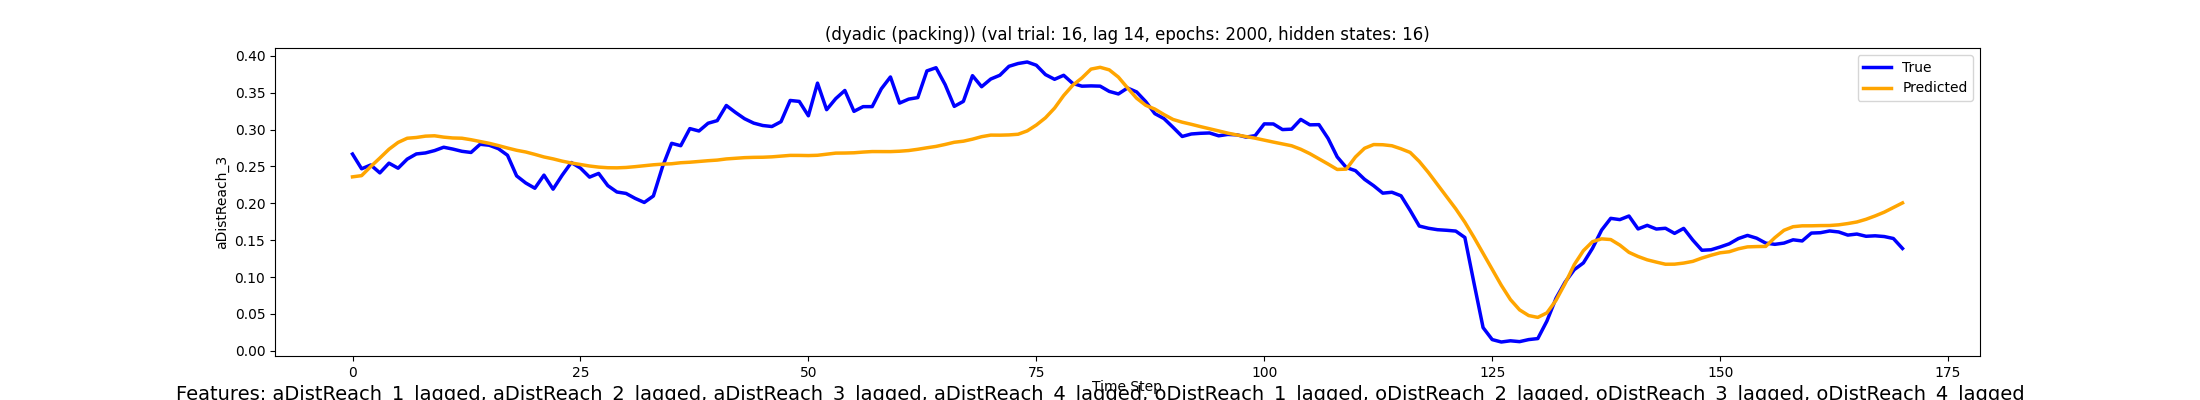 (dyadic (packing)) (val trial: 16, lag 14, epochs: 2000, hidden states: 16)
0.40
0.35
0.30
0.25
0.20
0.15
0.10
0.05
0.00
aDistReach_3
True
Predicted
0 25 50 75 100 125 150 175
Time Step
Features: aDistReach_1_lagged, aDistReach_2_lagged, aDistReach_3_lagged, aDistReach_4_lagged, oDistReach_1_lagged, oDistReach_2_lagged, oDistReach_3_lagged, oDistReach_4_lagged